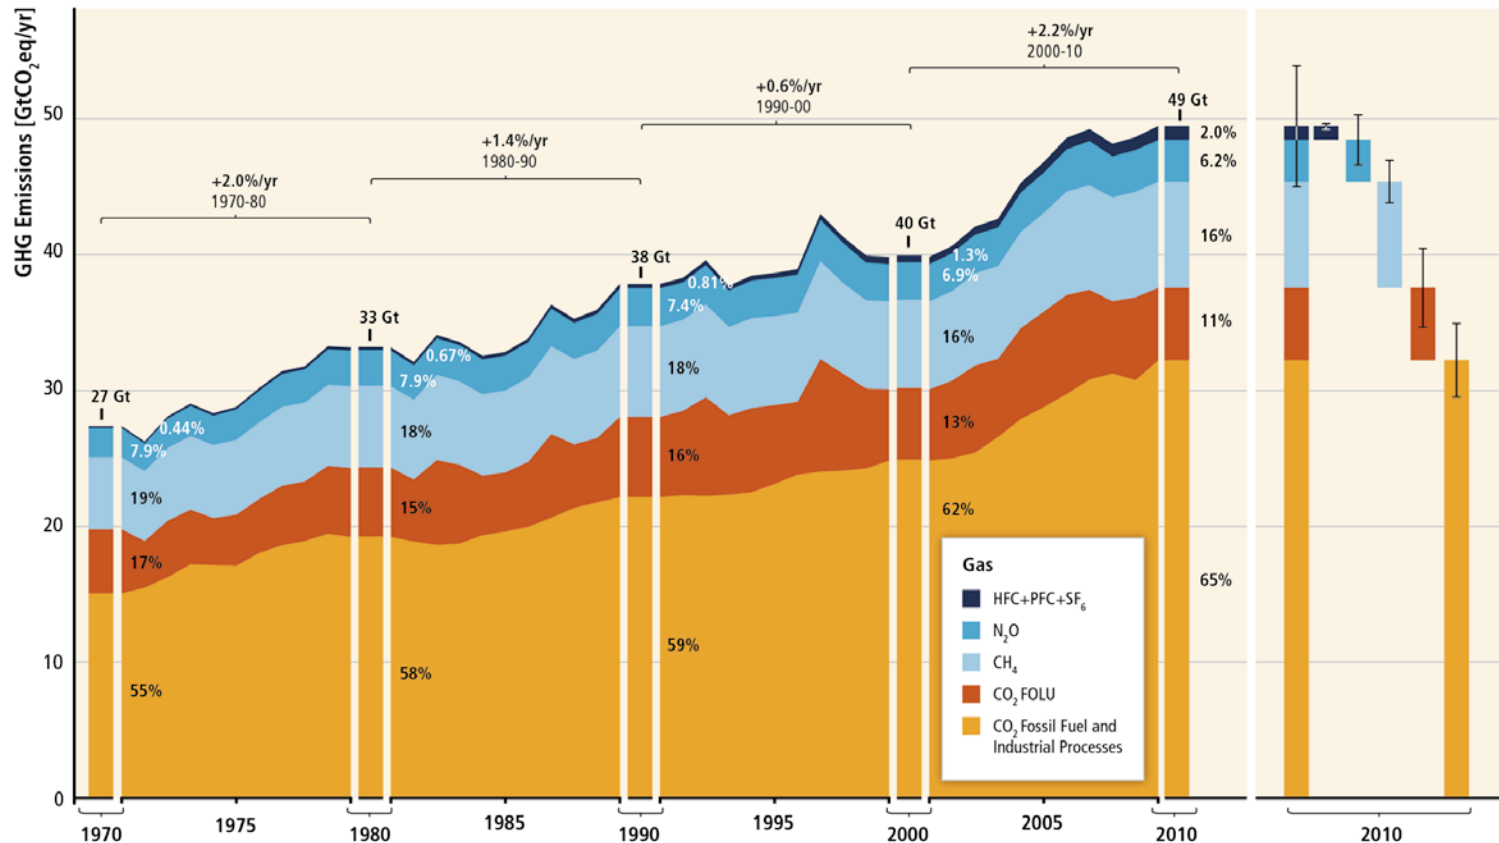 GHG Emissions [GtCO2eq/yr]
+2.2%/yr
2000-10
+0.6%/yr
1990-00
+1.4%/yr
1980-90
+2.0%/yr
1970-80
50
40
30
20
10
0
27 Gt
33 Gt
38 Gt
40 Gt
49 Gt
0.44%
7.9%
19%
17%
55%
0.67%
7.9%
18%
15%
58%
0.81%
7.4%
18%
16%
59%
1.3%
6.9%
16%
13%
62%
2.0%
6.2%
16%
11%
65%
Gas
HFC+PFC+SF6
N2O
CH4
CO2 FOLU
CO2 Fossil Fuel and
Industrial Processes
1970
1975
1980
1985
1990
1995
2000
2005
2010
2010